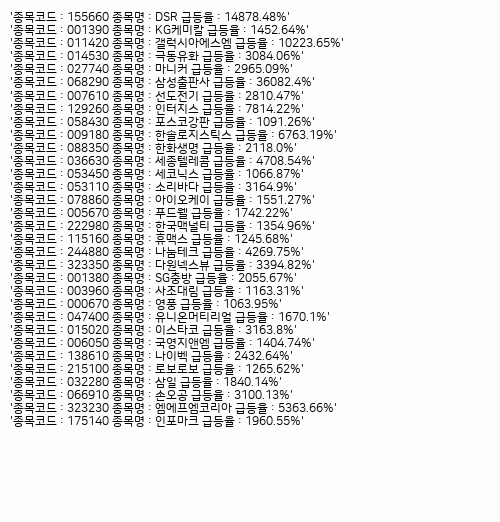 '종목코드 : 155660 종목명 : DSR 급등율 : 14878.48%'
'종목코드 : 001390 종목명 : KG케미칼 급등율 : 1452.64%'
'종목코드 : 011420 종목명 : 갤럭시아에스엠 급등율 : 10223.65%'
'종목코드 : 014530 종목명 : 극동유화 급등율 : 3084.06%'
'종목코드 : 027740 종목명 : 마니커 급등율 : 2965.09%'
'종목코드 : 068290 종목명 : 삼성출판사 급등율 : 36082.4%'
'종목코드 : 007610 종목명 : 선도전기 급등율 : 2810.47%'
'종목코드 : 129260 종목명 : 인터지스 급등율 : 7814.22%'
'종목코드 : 058430 종목명 : 포스코강판 급등율 : 1091.26%'
'종목코드 : 009180 종목명 : 한솔로지스틱스 급등율 : 6763.19%'
'종목코드 : 088350 종목명 : 한화생명 급등율 : 2118.0%'
'종목코드 : 036630 종목명 : 세종텔레콤 급등율 : 4708.54%'
'종목코드 : 053450 종목명 : 세코닉스 급등율 : 1066.87%'
'종목코드 : 053110 종목명 : 소리바다 급등율 : 3164.9%'
'종목코드 : 078860 종목명 : 아이오케이 급등율 : 1551.27%'
'종목코드 : 005670 종목명 : 푸드웰 급등율 : 1742.22%'
'종목코드 : 222980 종목명 : 한국맥널티 급등율 : 1354.96%'
'종목코드 : 115160 종목명 : 휴맥스 급등율 : 1245.68%'
'종목코드 : 244880 종목명 : 나눔테크 급등율 : 4269.75%'
'종목코드 : 323350 종목명 : 다원넥스뷰 급등율 : 3394.82%'
'종목코드 : 001380 종목명 : SG충방 급등율 : 2055.67%'
'종목코드 : 003960 종목명 : 사조대림 급등율 : 1163.31%'
'종목코드 : 000670 종목명 : 영풍 급등율 : 1063.95%'
'종목코드 : 047400 종목명 : 유니온머티리얼 급등율 : 1670.1%'
'종목코드 : 015020 종목명 : 이스타코 급등율 : 3163.8%'
'종목코드 : 006050 종목명 : 국영지앤엠 급등율 : 1404.74%'
'종목코드 : 138610 종목명 : 나이벡 급등율 : 2432.64%'
'종목코드 : 215100 종목명 : 로보로보 급등율 : 1265.62%'
'종목코드 : 032280 종목명 : 삼일 급등율 : 1840.14%'
'종목코드 : 066910 종목명 : 손오공 급등율 : 3100.13%'
'종목코드 : 323230 종목명 : 엠에프엠코리아 급등율 : 5363.66%'
'종목코드 : 175140 종목명 : 인포마크 급등율 : 1960.55%'